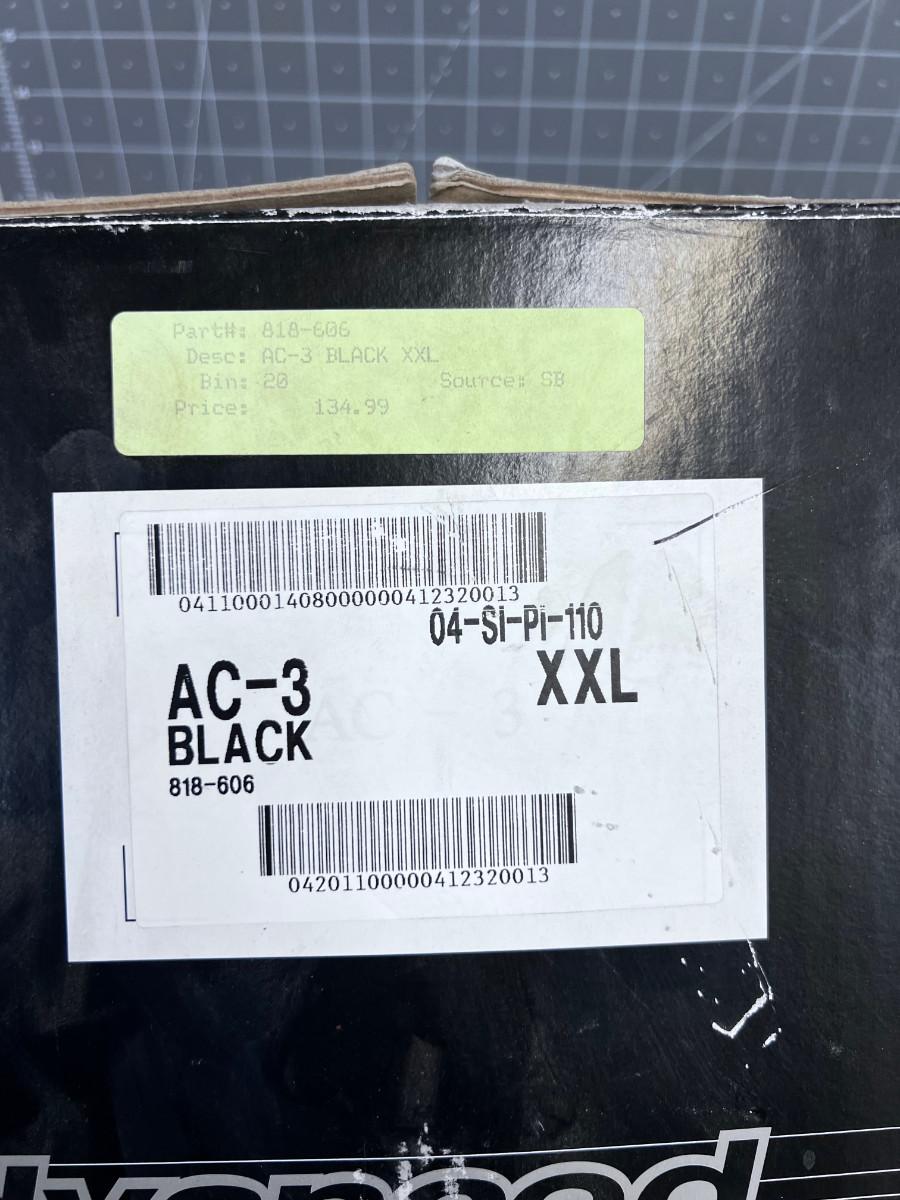 Part#: 818-606
Desc: AC-3 BLACK XXL
Bin: 20 Source: SB
Price: 134.99
04110001408000000412320013
04-SI-PI-110
AC-3 XXL
BLACK
818-606
04201100000412320013